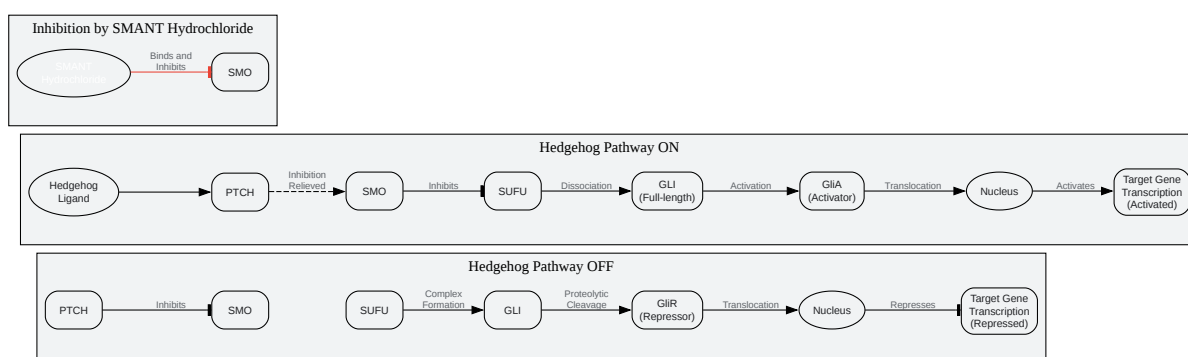 Inhibition by SMANT Hydrochloride
SMANT
Hydrochloride
Binds and
Inhibits
SMO
Hedgehog Pathway ON
Hedgehog
Ligand
PTCH
Inhibition
Relieved
SMO
Inhibits
SUFU
Dissociation
GLI
(Full-length)
Activation
GliA
(Activator)
Translocation
Nucleus
Activates
Target Gene
Transcription
(Activated)
Hedgehog Pathway OFF
PTCH
Inhibits
SMO
SUFU
Complex
Formation
GLI
Proteolytic
Cleavage
GliR
(Repressor)
Translocation
Nucleus
Represses
Target Gene
Transcription
(Repressed)